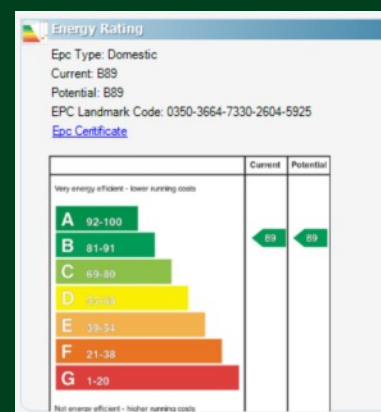 Energy Rating
Epc Type: Domestic
Current: B89
Potential: B89
EPC Landmark Code: 0350-3664-7330-2604-5925
Epc Certificate
Current Potential
Very energy efficient - lower running costs
A 92-100
B 81-91 89 89
C 69-80
D 55-68
E 39-54
F 21-38
G 1-20
Not energy efficient - higher running costs